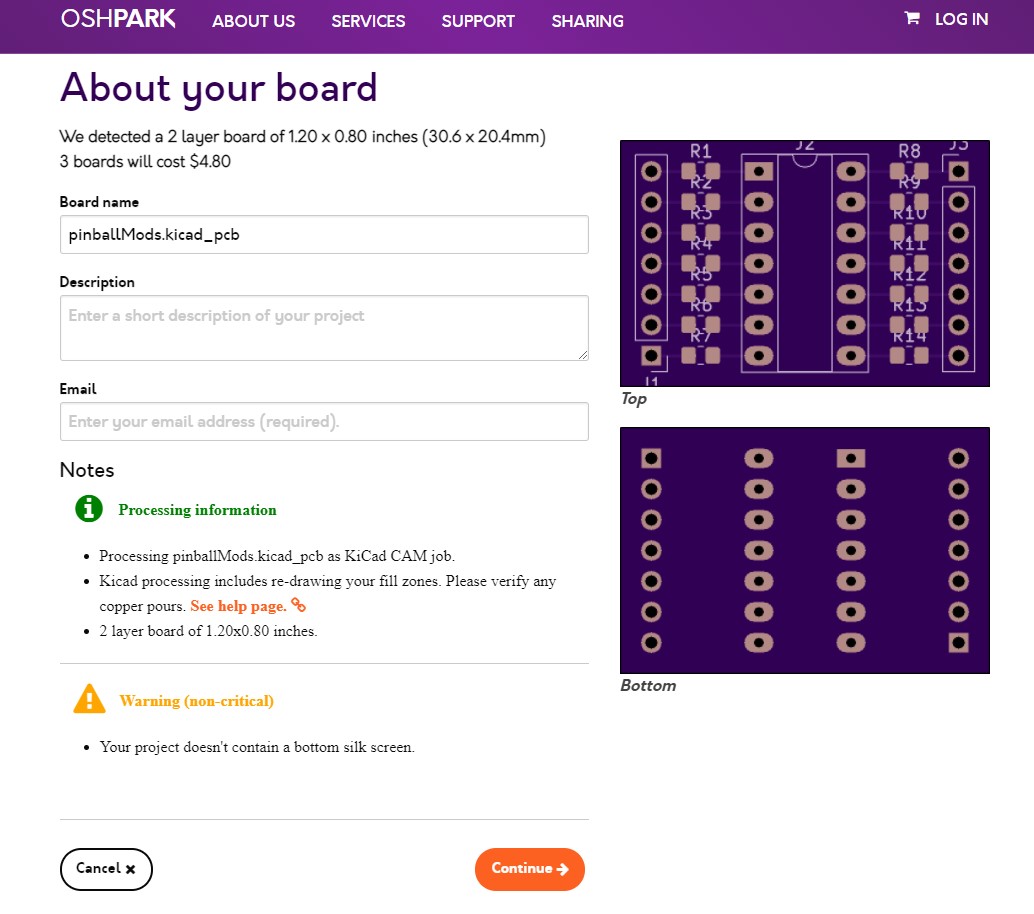 OSHPARK ABOUT US SERVICES SUPPORT SHARING LOG IN
About your board
We detected a 2 layer board of 1.20 x 0.80 inches (30.6 x 20.4mm)
3 boards will cost $4.80
Board name
pinballMods.kicad_pcb
Description
Enter a short description of your project
Email
Enter your email address (required).
Notes
Processing information
Processing pinballMods.kicad_pcb as KiCad CAM job.
Kicad processing includes re-drawing your fill zones. Please verify any
copper pours. See help page.
2 layer board of 1.20x0.80 inches.
Warning (non-critical)
Your project doesn't contain a bottom silk screen.
Cancel
Continue
R1 J2 R8 J3
R2 R9
R3 R10
R4 R11
R5 R12
R6 R13
R7 R14
J1
Top
Bottom